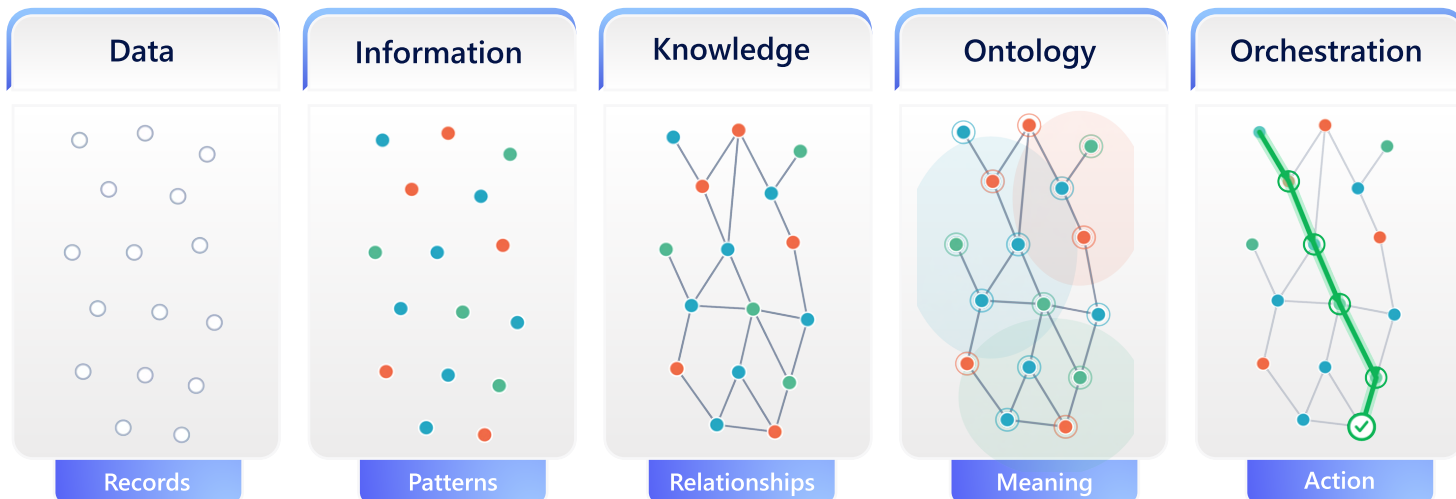 Data
Information
Knowledge
Ontology
Orchestration
Records
Patterns
Relationships
Meaning
Action